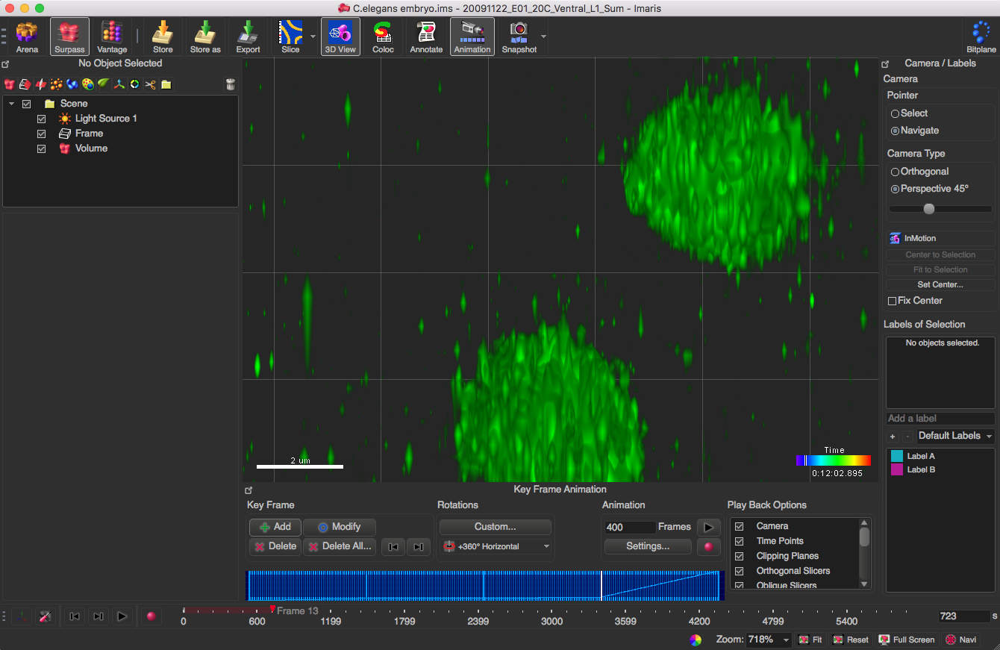 C.elegans embryo.ims - 20091122_E01_20C_Ventral_L1_Sum - Imaris
Arena Surpass Vantage Store Store as Export Slice 3D View Coloc Annotate Animation Snapshot Bitplane
No Object Selected
Scene
Light Source 1
Frame
Volume
2 um
Time
0:12:02.895
Camera / Labels
Camera
Pointer
Select
Navigate
Camera Type
Orthogonal
Perspective 45°
InMotion
Center to Selection
Fit to Selection
Set Center...
Fix Center
Labels of Selection
No objects selected.
Add a label
+ - Default Labels
Label A
Label B
Key Frame Animation
Key Frame
Add Modify
Delete Delete All...
Rotations
Custom...
+360° Horizontal
Animation
400 Frames
Settings...
Play Back Options
Camera
Time Points
Clipping Planes
Orthogonal Slicers
Oblique Slicers
Frame 13
0 600 1199 1799 2399 3000 3599 4200 4799 5400
723 s
Zoom: 718% Fit Reset Full Screen Navi